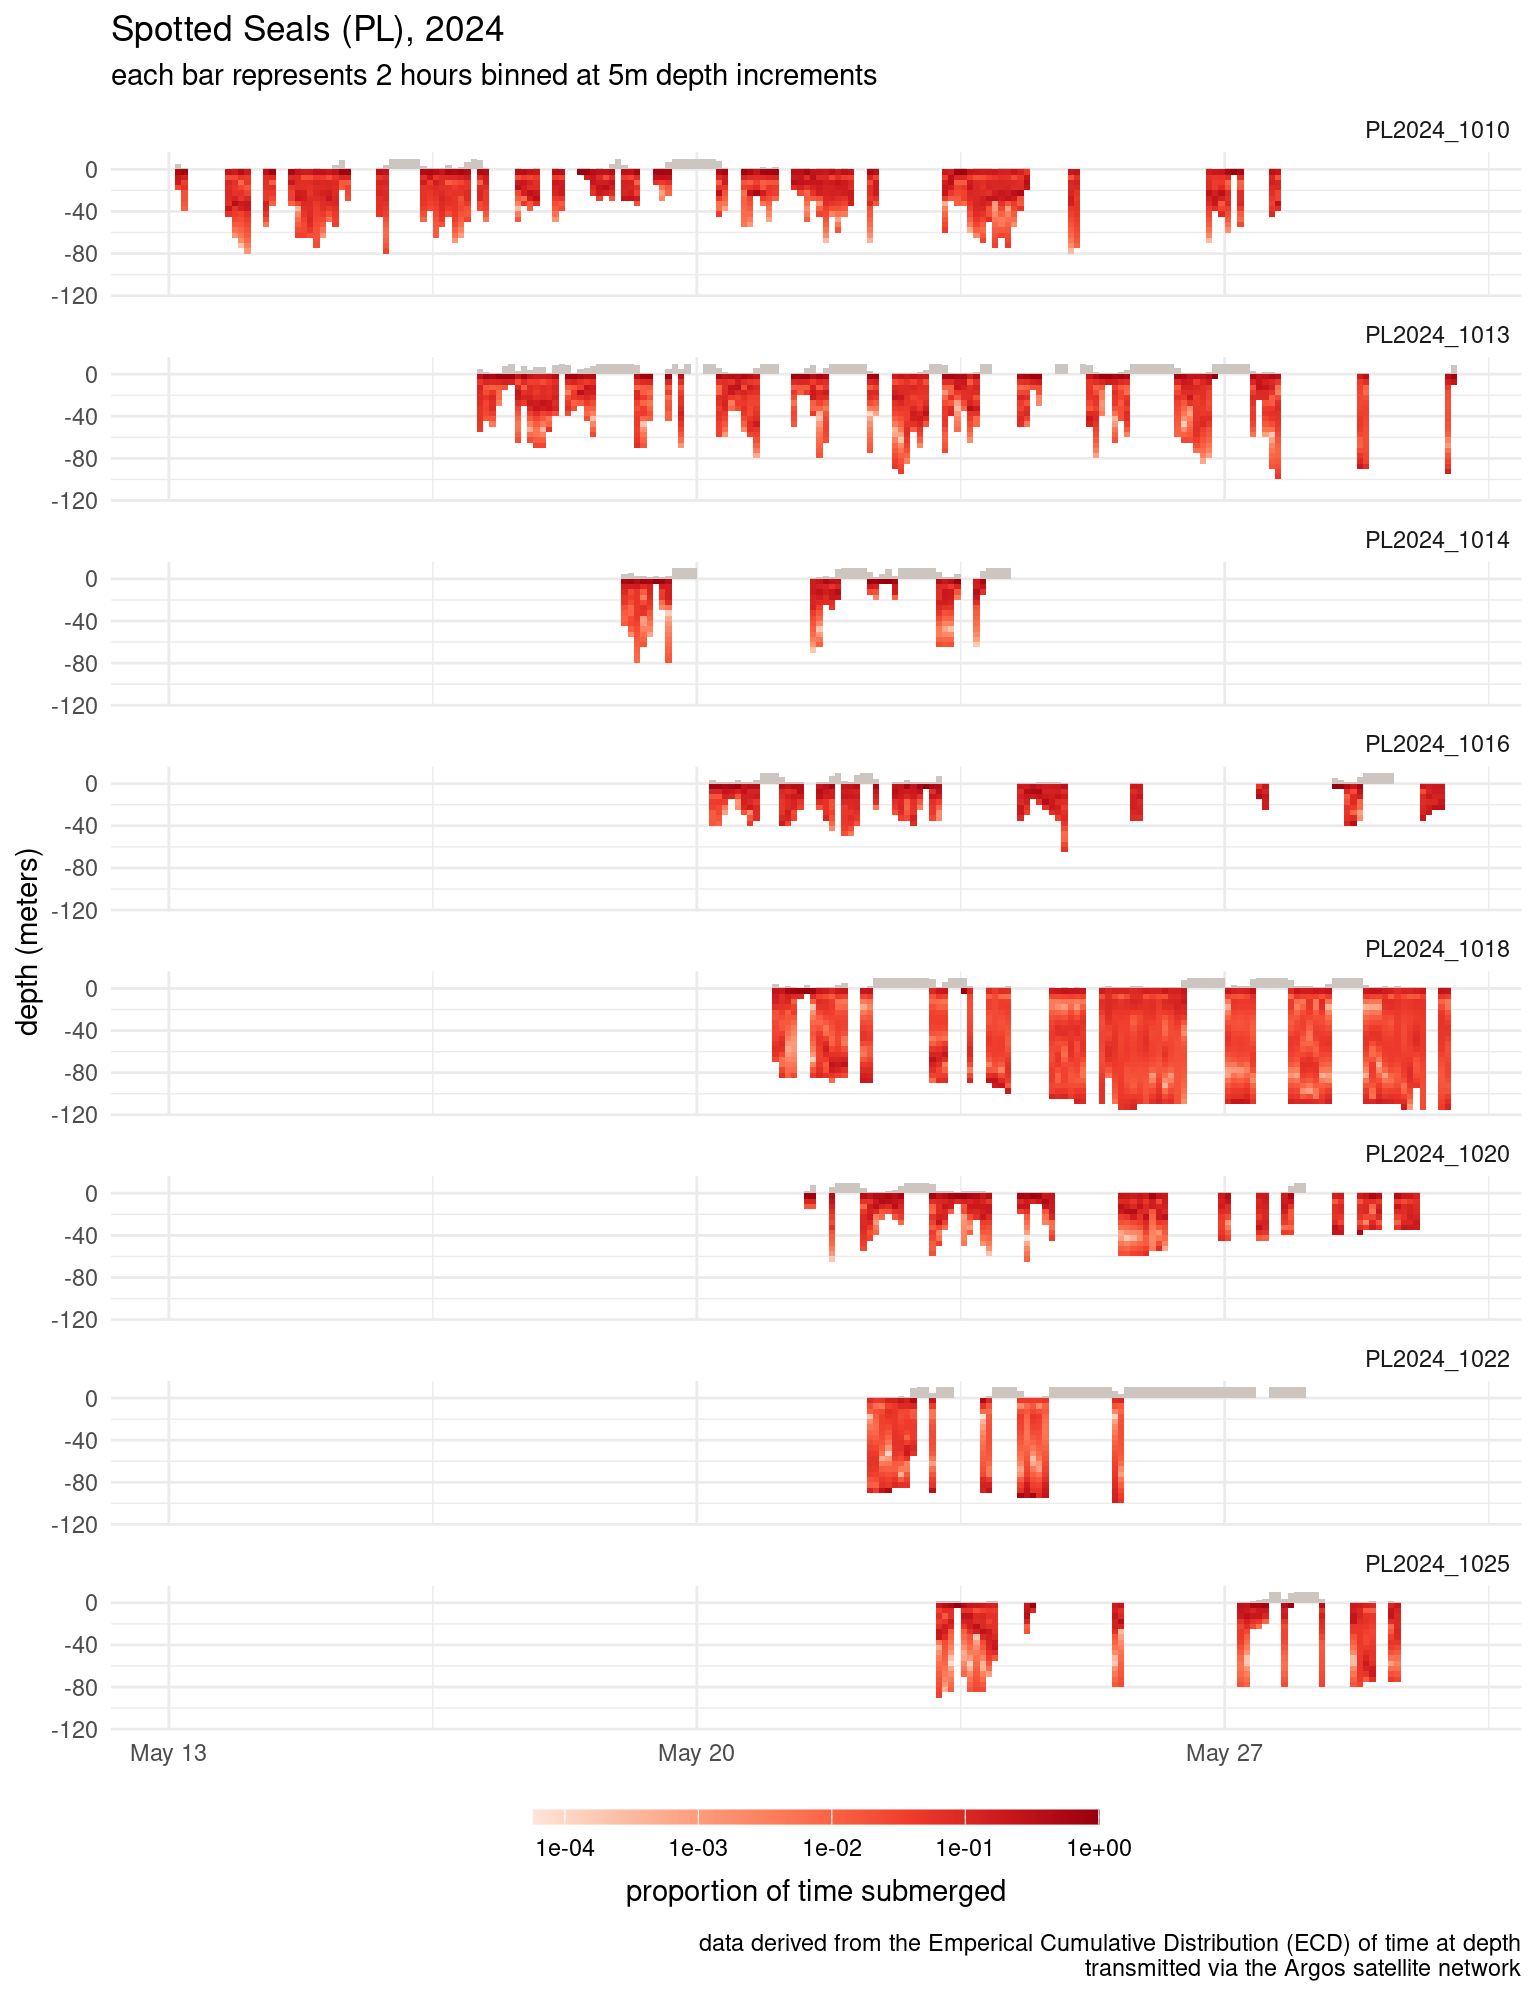 Spotted Seals (PL), 2024
each bar represents 2 hours binned at 5m depth increments
PL2024_1010
0
-40
-80
-120
PL2024_1013
0
-40
-80
-120
PL2024_1014
0
-40
-80
-120
PL2024_1016
0
-40
-80
-120
depth (meters)
PL2024_1018
0
-40
-80
-120
PL2024_1020
0
-40
-80
-120
PL2024_1022
0
-40
-80
-120
PL2024_1025
0
-40
-80
-120
May 13 May 20 May 27
1e-04 1e-03 1e-02 1e-01 1e+00
proportion of time submerged
data derived from the Emperical Cumulative Distribution (ECD) of time at depth
transmitted via the Argos satellite network